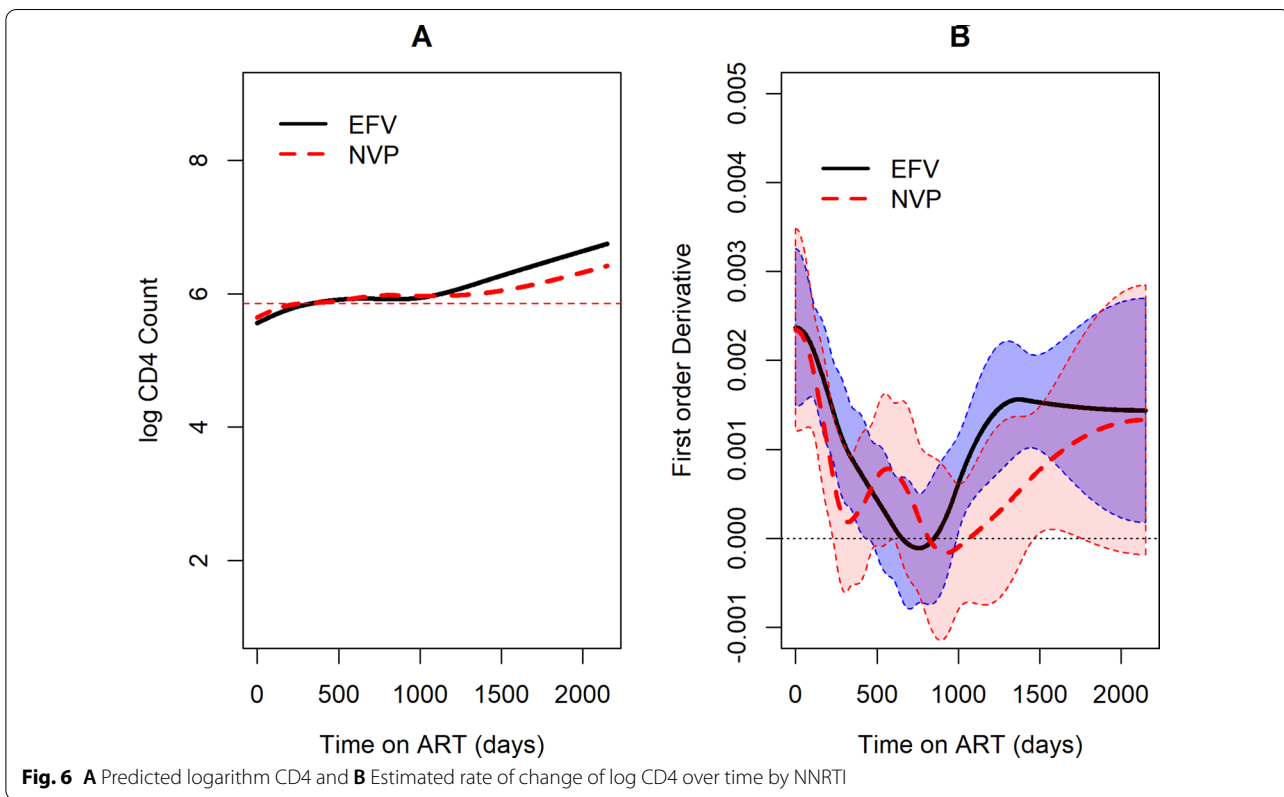 A
B
EFV
NVP
log CD4 Count
8
6
4
2
0 500 1000 1500 2000
Time on ART (days)
EFV
NVP
First order Derivative
0.005
0.004
0.003
0.002
0.001
0.000
-0.001
0 500 1000 1500 2000
Time on ART (days)
Fig. 6 A Predicted logarithm CD4 and B Estimated rate of change of log CD4 over time by NNRTI